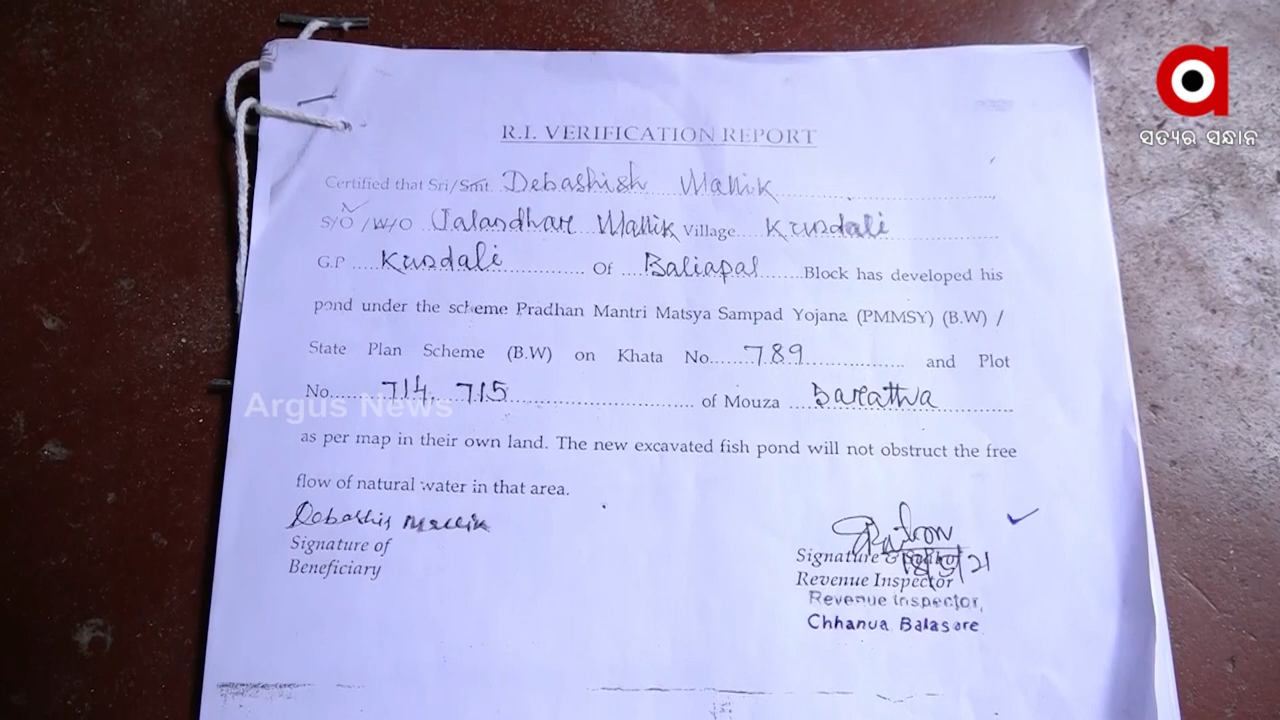 ସତ୍ୟର ସନ୍ଧାନ
R.I. VERIFICATION REPORT
Certified that Sri/Smt. Debashish Mallik
S/O /W/O Jalandhar Mallik Village Krusdali
G.P Krusdali Of Baliapal Block has developed his
pond under the scheme Pradhan Mantri Matsya Sampad Yojana (PMMSY) (B.W) /
State Plan Scheme (B.W) on Khata No. 789 and Plot
No. 714, 715 of Mouza Bareatwa
Argus News
as per map in their own land. The new excavated fish pond will not obstruct the free
flow of natural water in that area.
Debashis Mallik
Signature of
Beneficiary
Signature &
Revenue Inspector
Revenue Inspector,
Chhanua Balasore